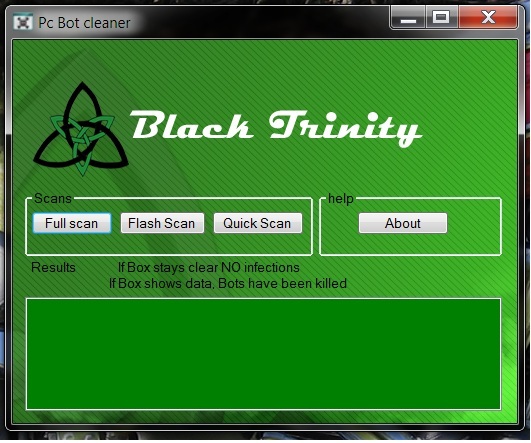 Pc Bot cleaner
Black Trinity
Scans
help
Full scan
Flash Scan
Quick Scan
About
Results
If Box stays clear NO infections
If Box shows data, Bots have been killed